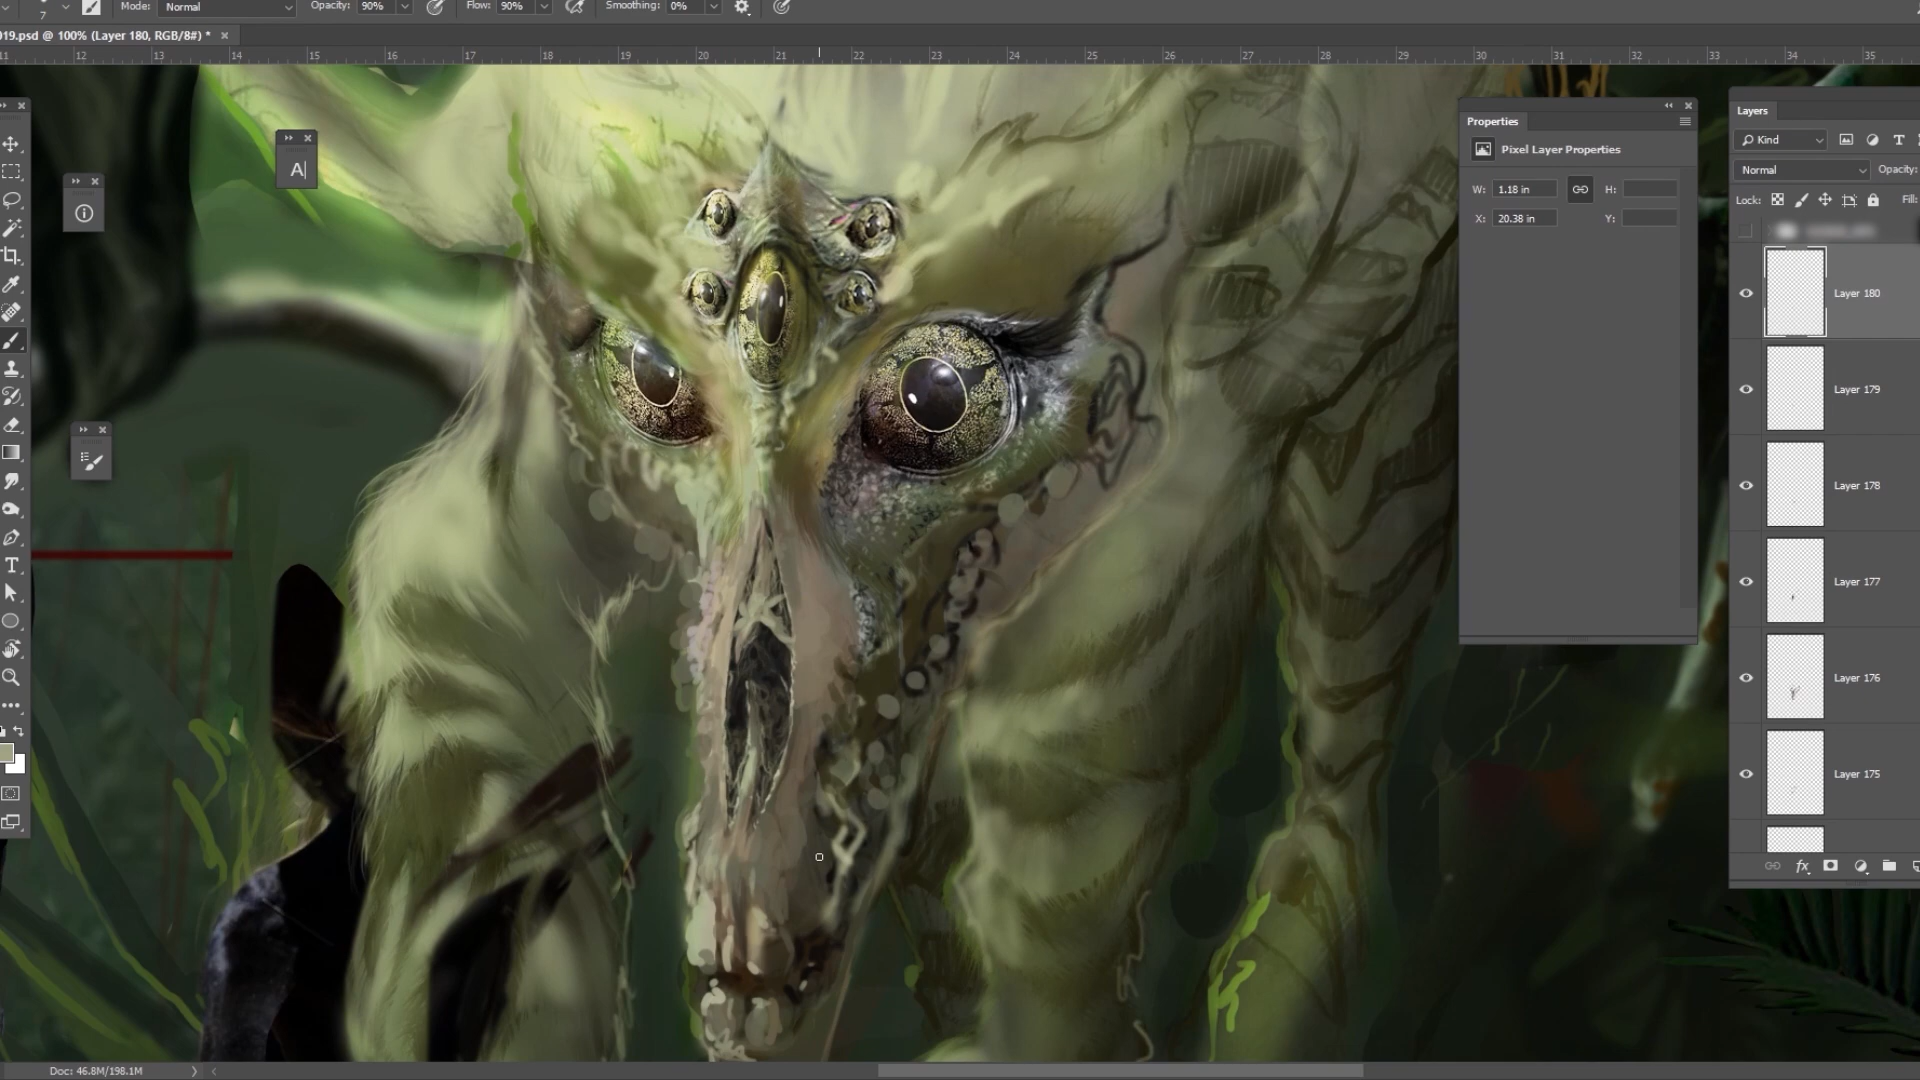 7 Mode: Normal Opacity: 90% Flow: 90% Smoothing: 0%
019.psd @ 100% (Layer 180, RGB/8#) *
11 12 13 14 15 16 17 18 19 20 21 22 23 24 25 26 27 28 29 30 31 32 33 34 35
A
Properties
Pixel Layer Properties
W: 1.18 in H:
X: 20.38 in Y:
Layers
Kind
Normal Opacity:
Lock: Fill:
Layer 180
Layer 179
Layer 178
Layer 177
Layer 176
Layer 175
fx
T
Doc: 46.8M/198.1M